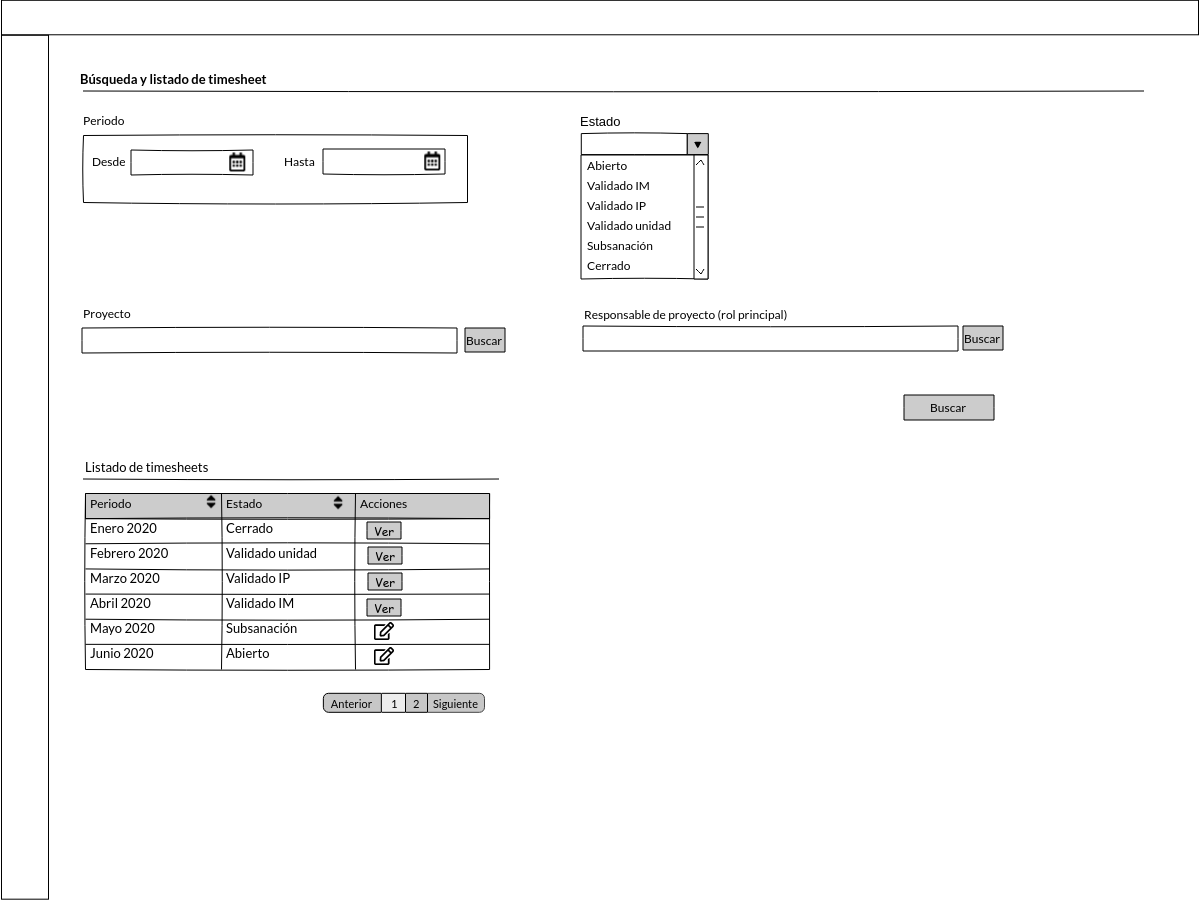 Búsqueda y listado de timesheet
Periodo
Desde
Hasta
Estado
Abierto
Validado IM
Validado IP
Validado unidad
Subsanación
Cerrado
Proyecto
Buscar
Responsable de proyecto (rol principal)
Buscar
Buscar
Listado de timesheets
Periodo Estado Acciones
Enero 2020 Cerrado Ver
Febrero 2020 Validado unidad Ver
Marzo 2020 Validado IP Ver
Abril 2020 Validado IM Ver
Mayo 2020 Subsanación
Junio 2020 Abierto
Anterior 1 2 Siguiente